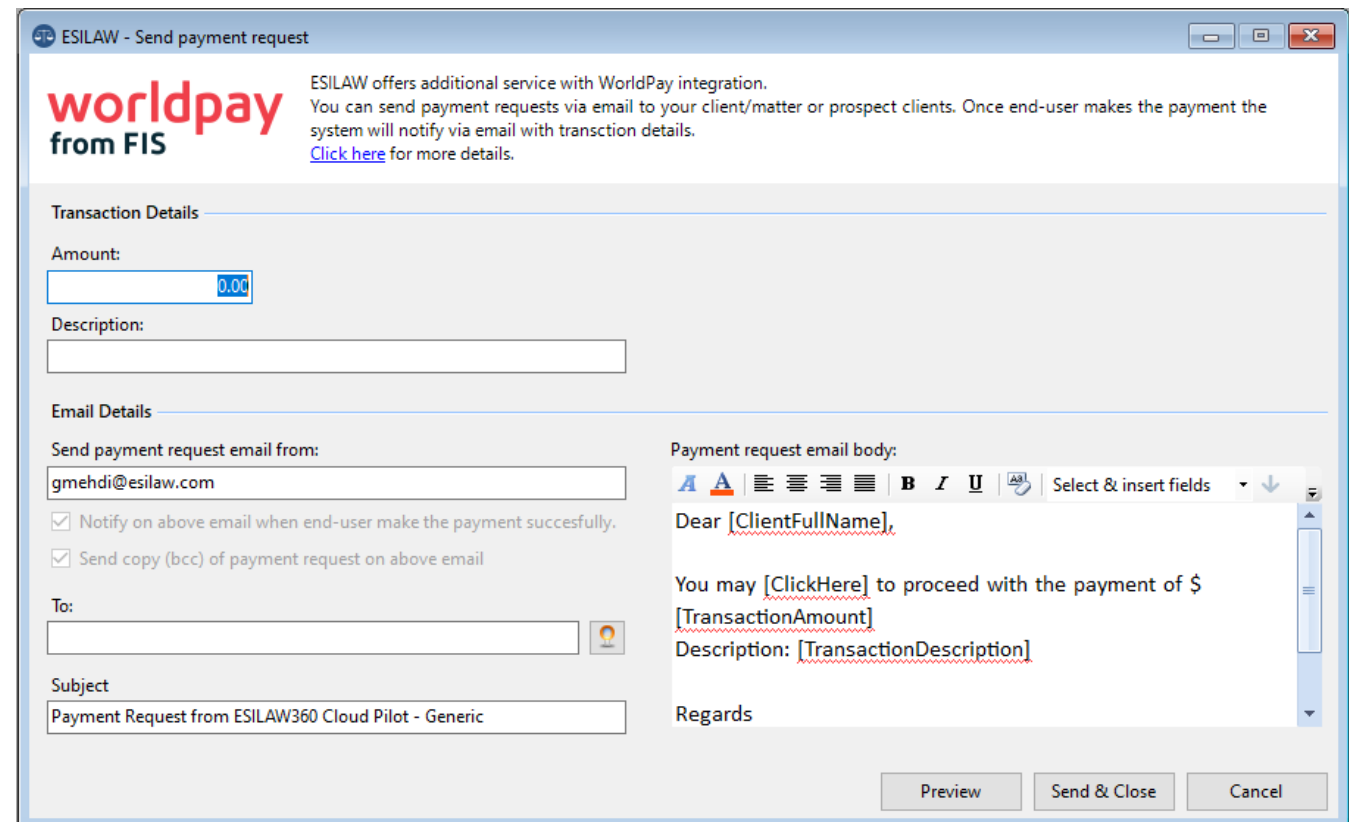 ESILAW - Send payment request
worldpay
from FIS
ESILAW offers additional service with WorldPay integration.
You can send payment requests via email to your client/matter or prospect clients. Once end-user makes the payment the
system will notify via email with transction details.
Click here for more details.
Transaction Details
Amount:
0.00
Description:
Email Details
Send payment request email from:
gmehdi@esilaw.com
Notify on above email when end-user make the payment succesfully.
Send copy (bcc) of payment request on above email
To:
Subject
Payment Request from ESILAW360 Cloud Pilot - Generic
Payment request email body:
A A B I U Select & insert fields
Dear [ClientFullName],
You may [ClickHere] to proceed with the payment of $
[TransactionAmount]
Description: [TransactionDescription]
Regards
Preview Send & Close Cancel